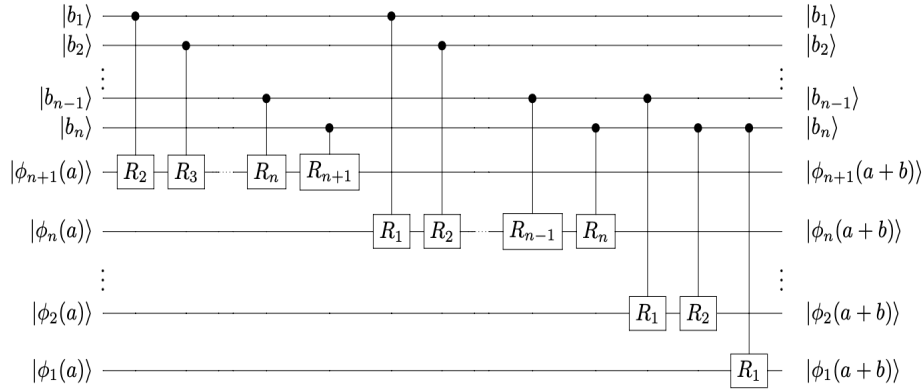 |b₁⟩ |b₁⟩
|b₂⟩ |b₂⟩
⋮ ⋮
|bₙ₋₁⟩ |bₙ₋₁⟩
|bₙ⟩ |bₙ⟩
|ϕₙ₊₁(a)⟩ R₂ R₃ ... Rₙ Rₙ₊₁ |ϕₙ₊₁(a + b)⟩
|ϕₙ(a)⟩ R₁ R₂ ... Rₙ₋₁ Rₙ |ϕₙ(a + b)⟩
⋮ ⋮
|ϕ₂(a)⟩ R₁ R₂ |ϕ₂(a + b)⟩
|ϕ₁(a)⟩ R₁ |ϕ₁(a + b)⟩